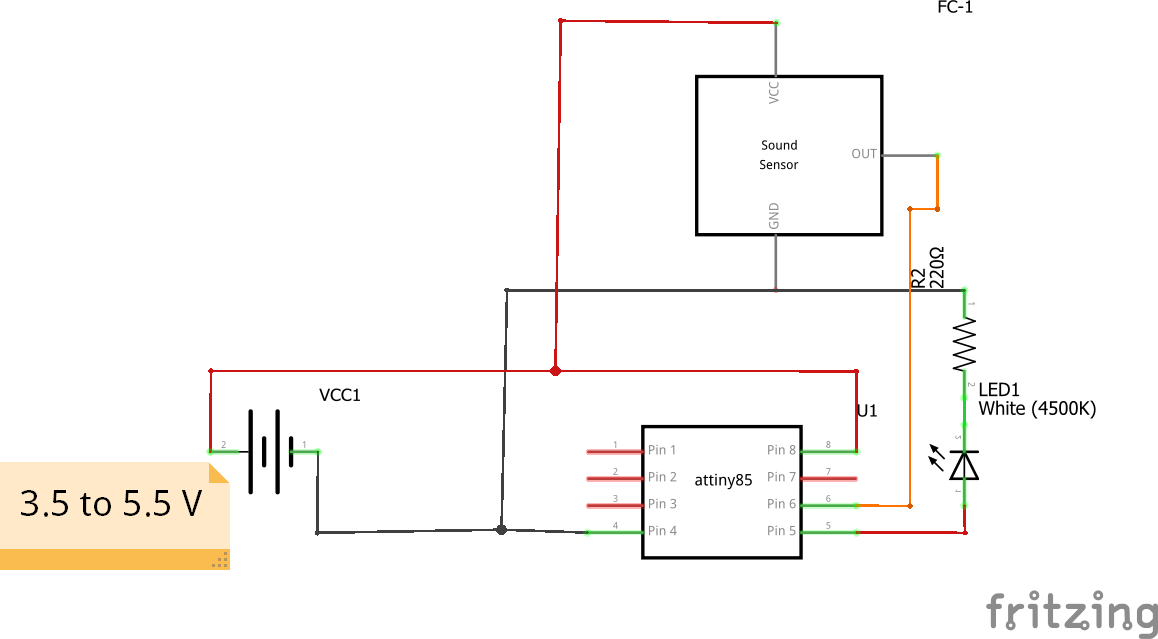 FC-1
VCC
Sound
Sensor
OUT
GND
R2
220Ω
1
2
VCC1
2
1
3.5 to 5.5 V
LED1
White (4500K)
U1
1
Pin 1
Pin 8
8
2
Pin 2
attiny85
Pin 7
7
3
Pin 3
Pin 6
6
4
Pin 4
Pin 5
5
fritzing